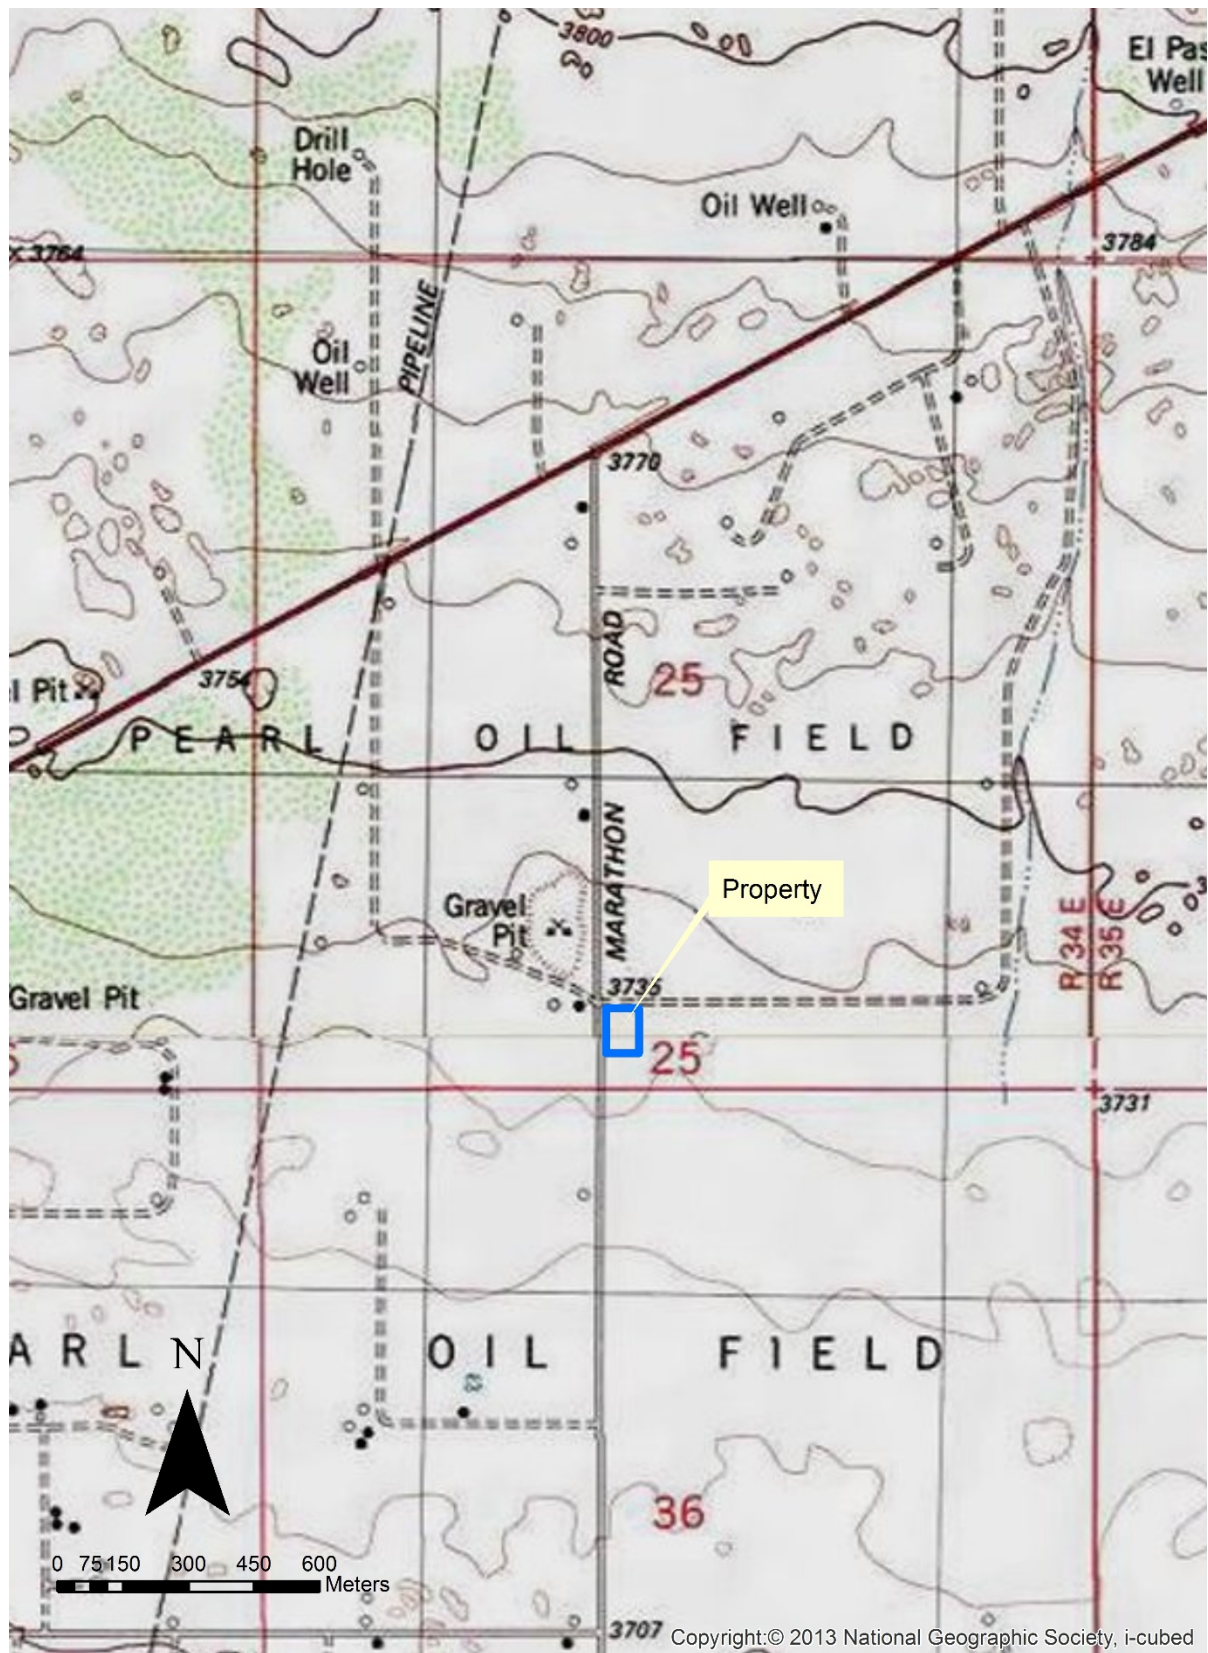 3800
El Pas
Well
Drill
Hole
Oil Well
3764
3784
PIPELINE
Oil
Well
3770
ROAD
25
3754
l Pit
PEARL OIL FIELD
MARATHON
Property
Gravel
Pit
R 34 E
R 35 E
3735
Gravel Pit
25
3731
ARL OIL FIELD
N
36
0 75 150 300 450 600
Meters
3707
Copyright:© 2013 National Geographic Society, i-cubed